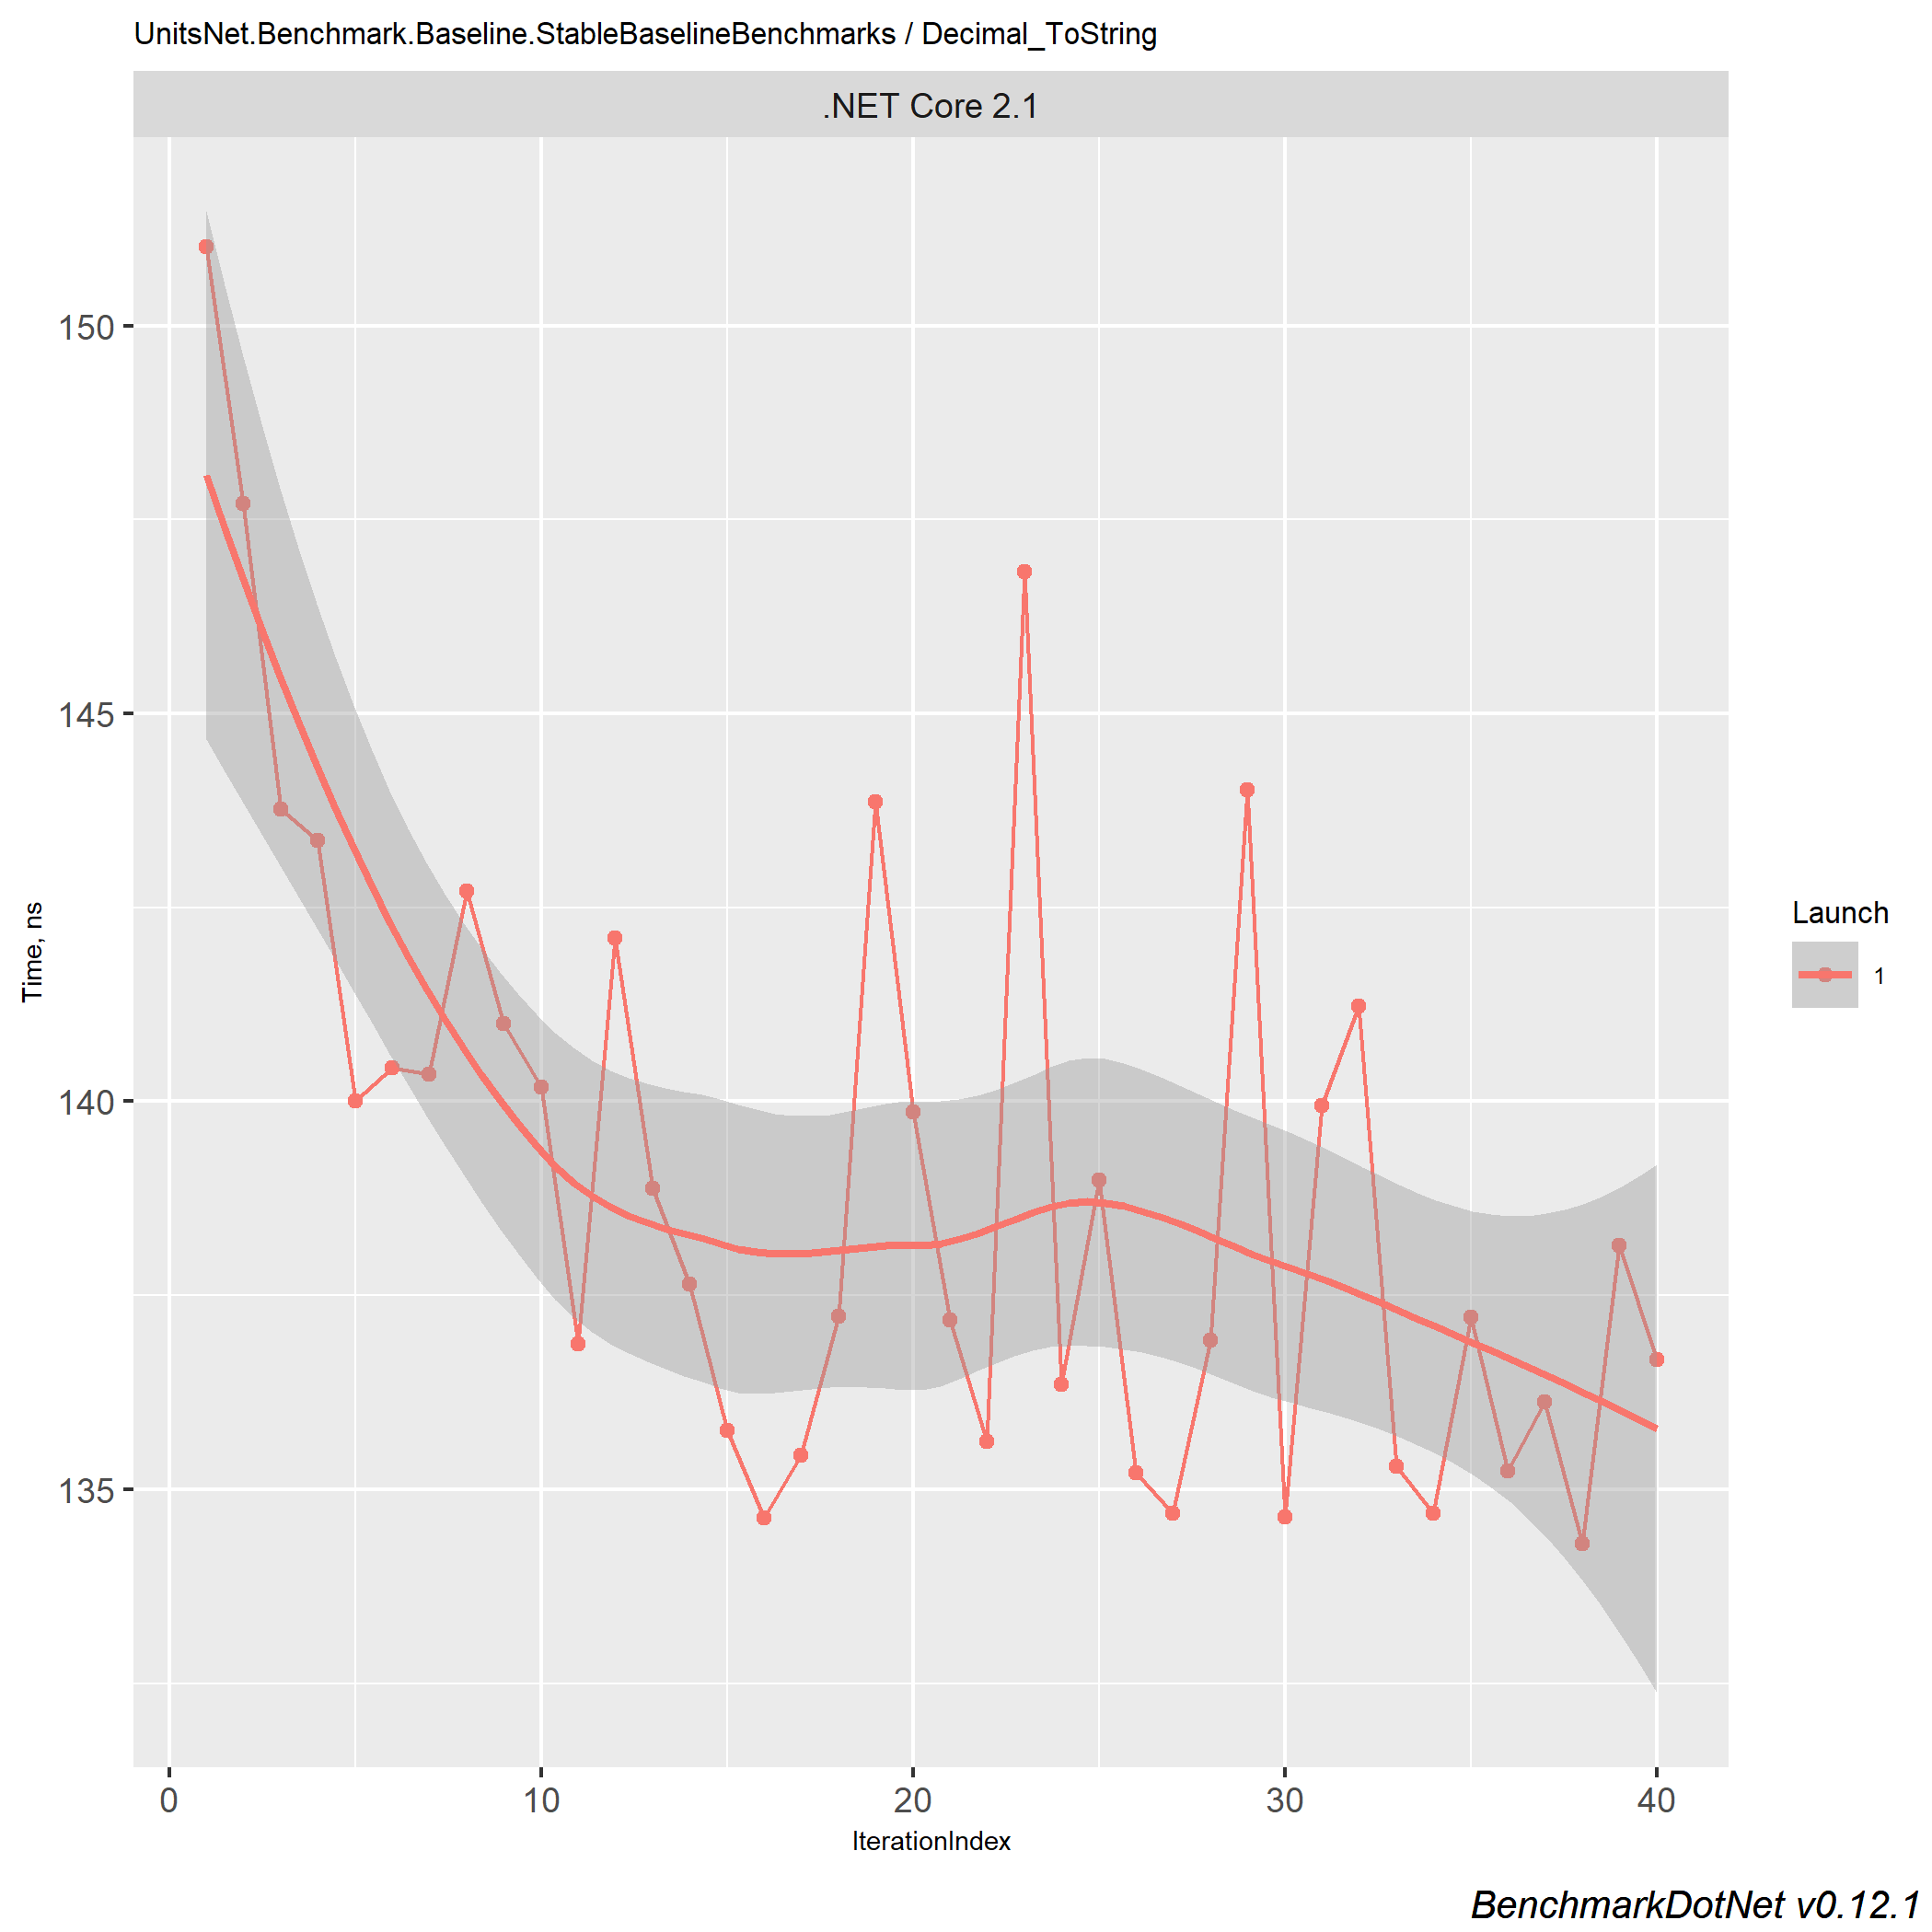 UnitsNet.Benchmark.Baseline.StableBaselineBenchmarks / Decimal_ToString
.NET Core 2.1
150
145
140
135
Time, ns
0 10 20 30 40
IterationIndex
Launch
1
BenchmarkDotNet v0.12.1